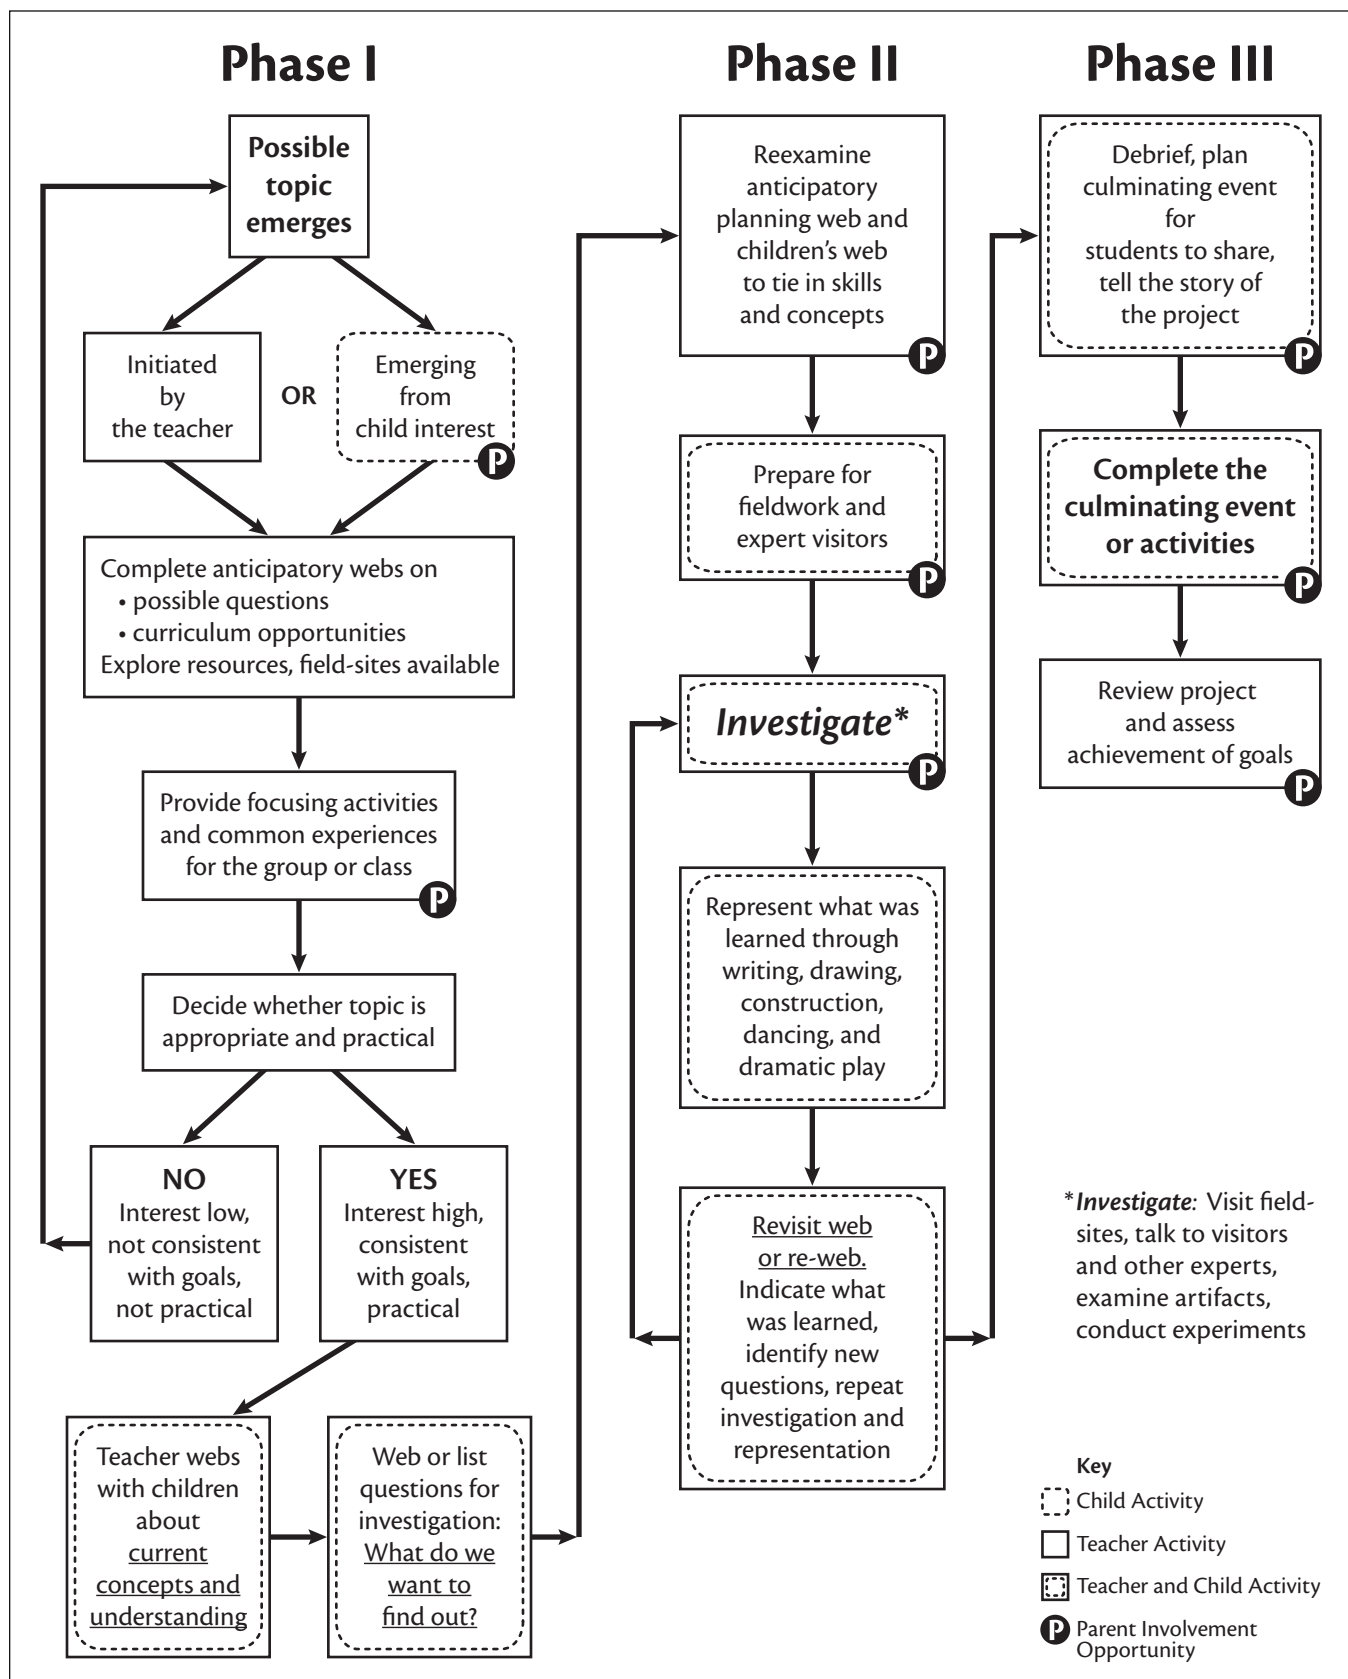 Phase I
Possible
topic
emerges
Initiated
by
the teacher
OR
Emerging
from
child interest
P
Complete anticipatory webs on
• possible questions
• curriculum opportunities
Explore resources, field-sites available
Provide focusing activities
and common experiences
for the group or class
P
Decide whether topic is
appropriate and practical
NO
Interest low,
not consistent
with goals,
not practical
YES
Interest high,
consistent
with goals,
practical
Teacher webs
with children
about
current
concepts and
understanding
Web or list
questions for
investigation:
What do we
want to
find out?
Phase II
Reexamine
anticipatory
planning web and
children’s web
to tie in skills
and concepts
P
Prepare for
fieldwork and
expert visitors
P
Investigate*
P
Represent what was
learned through
writing, drawing,
construction,
dancing, and
dramatic play
Revisit web
or re-web.
Indicate what
was learned,
identify new
questions, repeat
investigation and
representation
Phase III
Debrief, plan
culminating event
for
students to share,
tell the story of
the project
P
Complete the
culminating event
or activities
P
Review project
and assess
achievement of goals
P
*Investigate: Visit field-
sites, talk to visitors
and other experts,
examine artifacts,
conduct experiments
Key
Child Activity
Teacher Activity
Teacher and Child Activity
P Parent Involvement
Opportunity